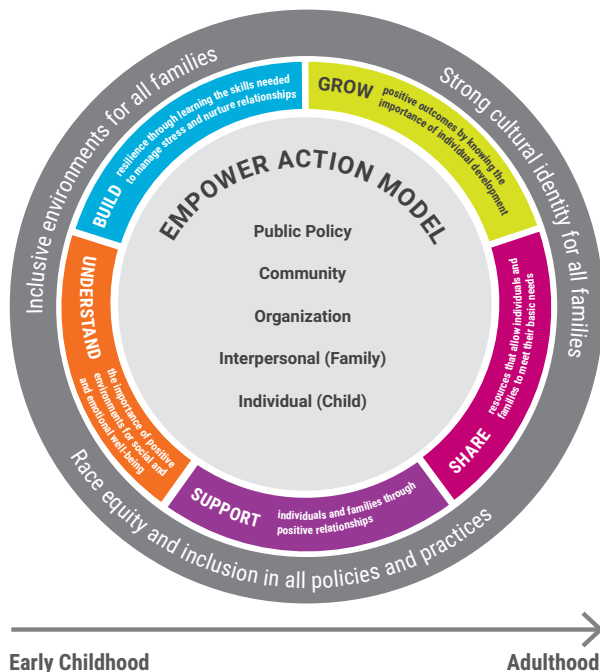 Inclusive environments for all families
Strong cultural identity for all families
Race equity and inclusion in all policies and practices
BUILD
resilience through learning the skills needed
to manage stress and nurture relationships
GROW
positive outcomes by knowing the
importance of individual development
SHARE
resources that allow individuals and
families to meet their basic needs
SUPPORT
individuals and families through
positive relationships
UNDERSTAND
the importance of positive
environments for social and
and emotional well-being
EMPOWER ACTION MODEL
Public Policy
Community
Organization
Interpersonal (Family)
Individual (Child)
Early Childhood
Adulthood